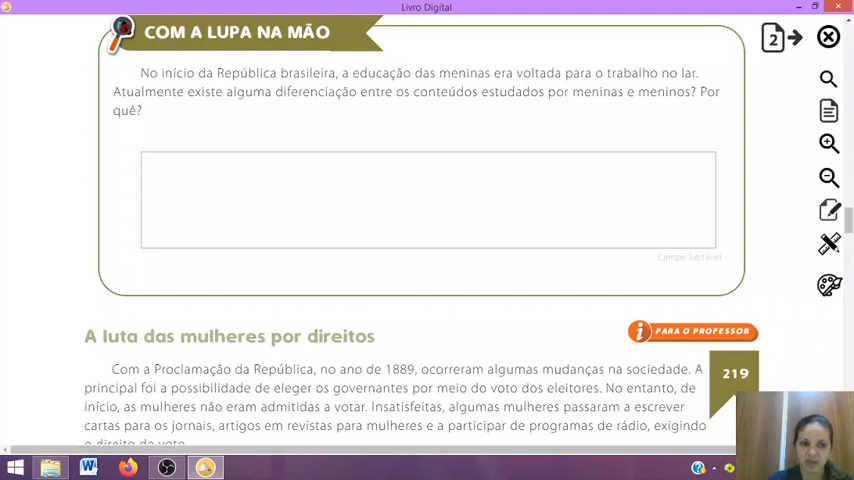 Livro Digital
COM A LUPA NA MÃO
2
No início da República brasileira, a educação das meninas era voltada para o trabalho no lar.
Atualmente existe alguma diferenciação entre os conteúdos estudados por meninas e meninos? Por
quê?
Campo Editável
A luta das mulheres por direitos
i PARA O PROFESSOR
Com a Proclamação da República, no ano de 1889, ocorreram algumas mudanças na sociedade. A
219
principal foi a possibilidade de eleger os governantes por meio do voto dos eleitores. No entanto, de
início, as mulheres não eram admitidas a votar. Insatisfeitas, algumas mulheres passaram a escrever
cartas para os jornais, artigos em revistas para mulheres e a participar de programas de rádio, exigindo
o direito de voto